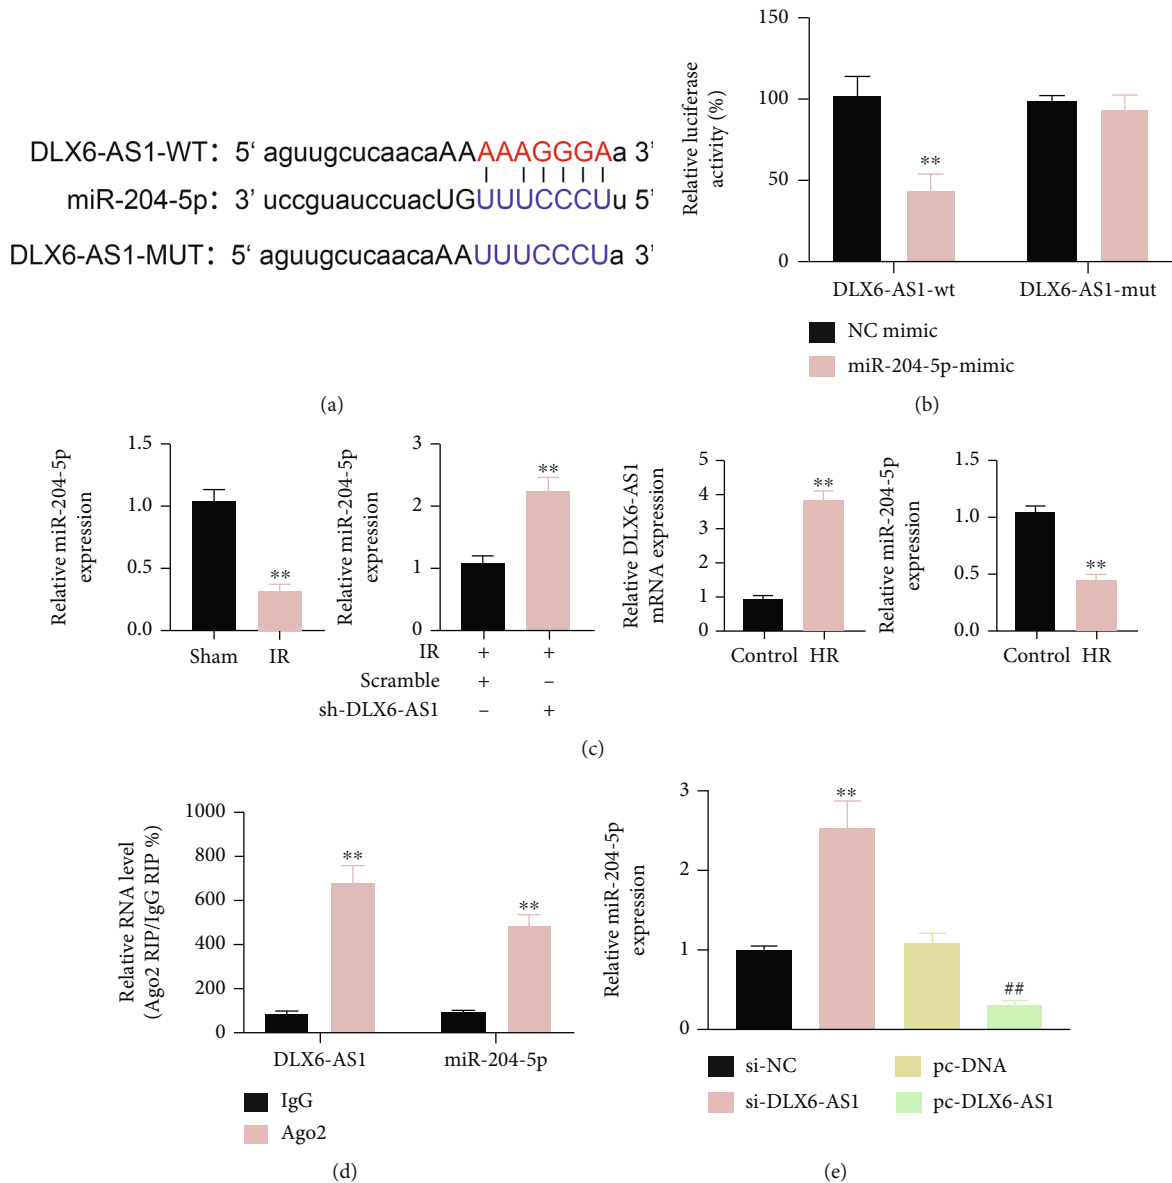 DLX6-AS1-WT: 5‘ aguugcucaacaAAAAAGGGAa 3’
miR-204-5p: 3’ uccguauccuacUGUUUCCCUu 5’
DLX6-AS1-MUT: 5‘ aguugcucaacaAAUUUCCCUa 3’
(a)
Relative luciferase
activity (%)
150
100
50
0
**
DLX6-AS1-wt
DLX6-AS1-mut
NC mimic
miR-204-5p-mimic
(b)
Relative miR-204-5p
expression
1.5
1.0
0.5
0.0
**
Sham IR
Relative miR-204-5p
expression
3
2
1
0
**
IR + +
Scramble + –
sh-DLX6-AS1 – +
Relative DLX6-AS1
mRNA expression
5
4
3
2
1
0
**
Control HR
Relative miR-204-5p
expression
1.5
1.0
0.5
0.0
**
Control HR
(c)
Relative RNA level
(Ago2 RIP/IgG RIP %)
1000
800
600
400
200
0
**
**
DLX6-AS1
miR-204-5p
IgG
Ago2
(d)
Relative miR-204-5p
expression
3
2
1
0
**
##
si-NC
si-DLX6-AS1
pc-DNA
pc-DLX6-AS1
(e)